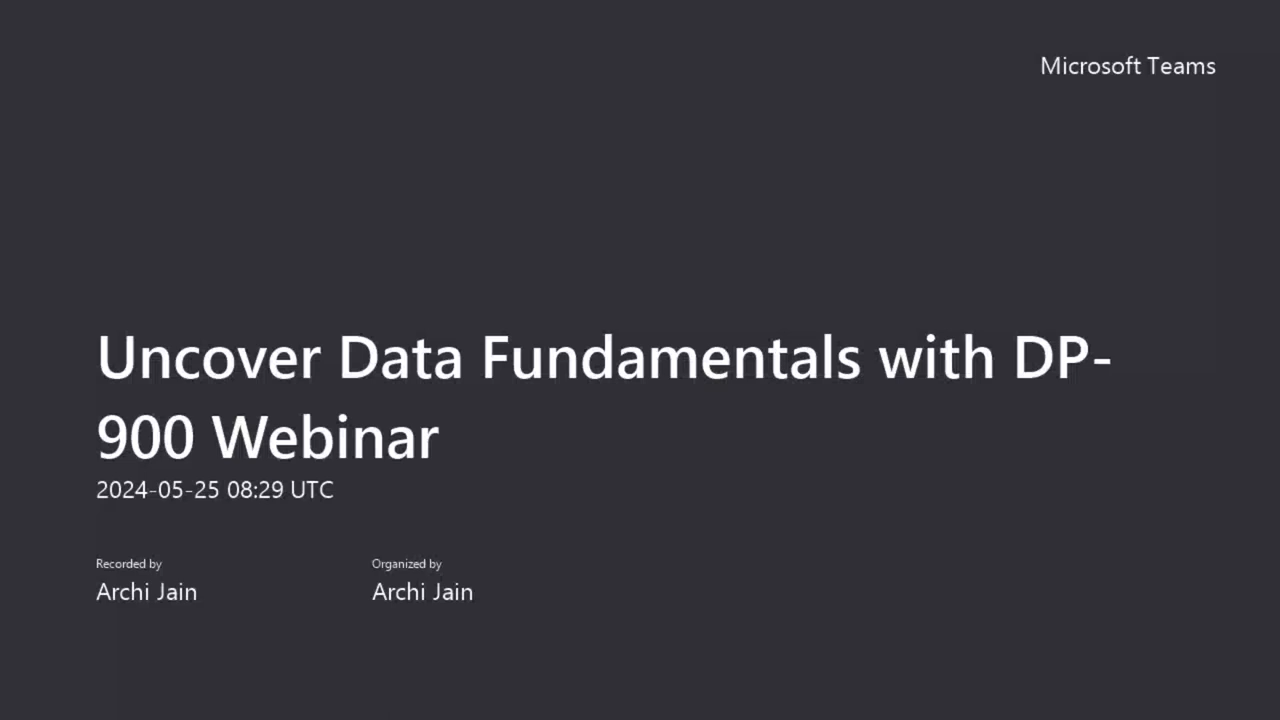 Microsoft Teams
Uncover Data Fundamentals with DP-
900 Webinar
2024-05-25 08:29 UTC
Recorded by
Archi Jain
Organized by
Archi Jain